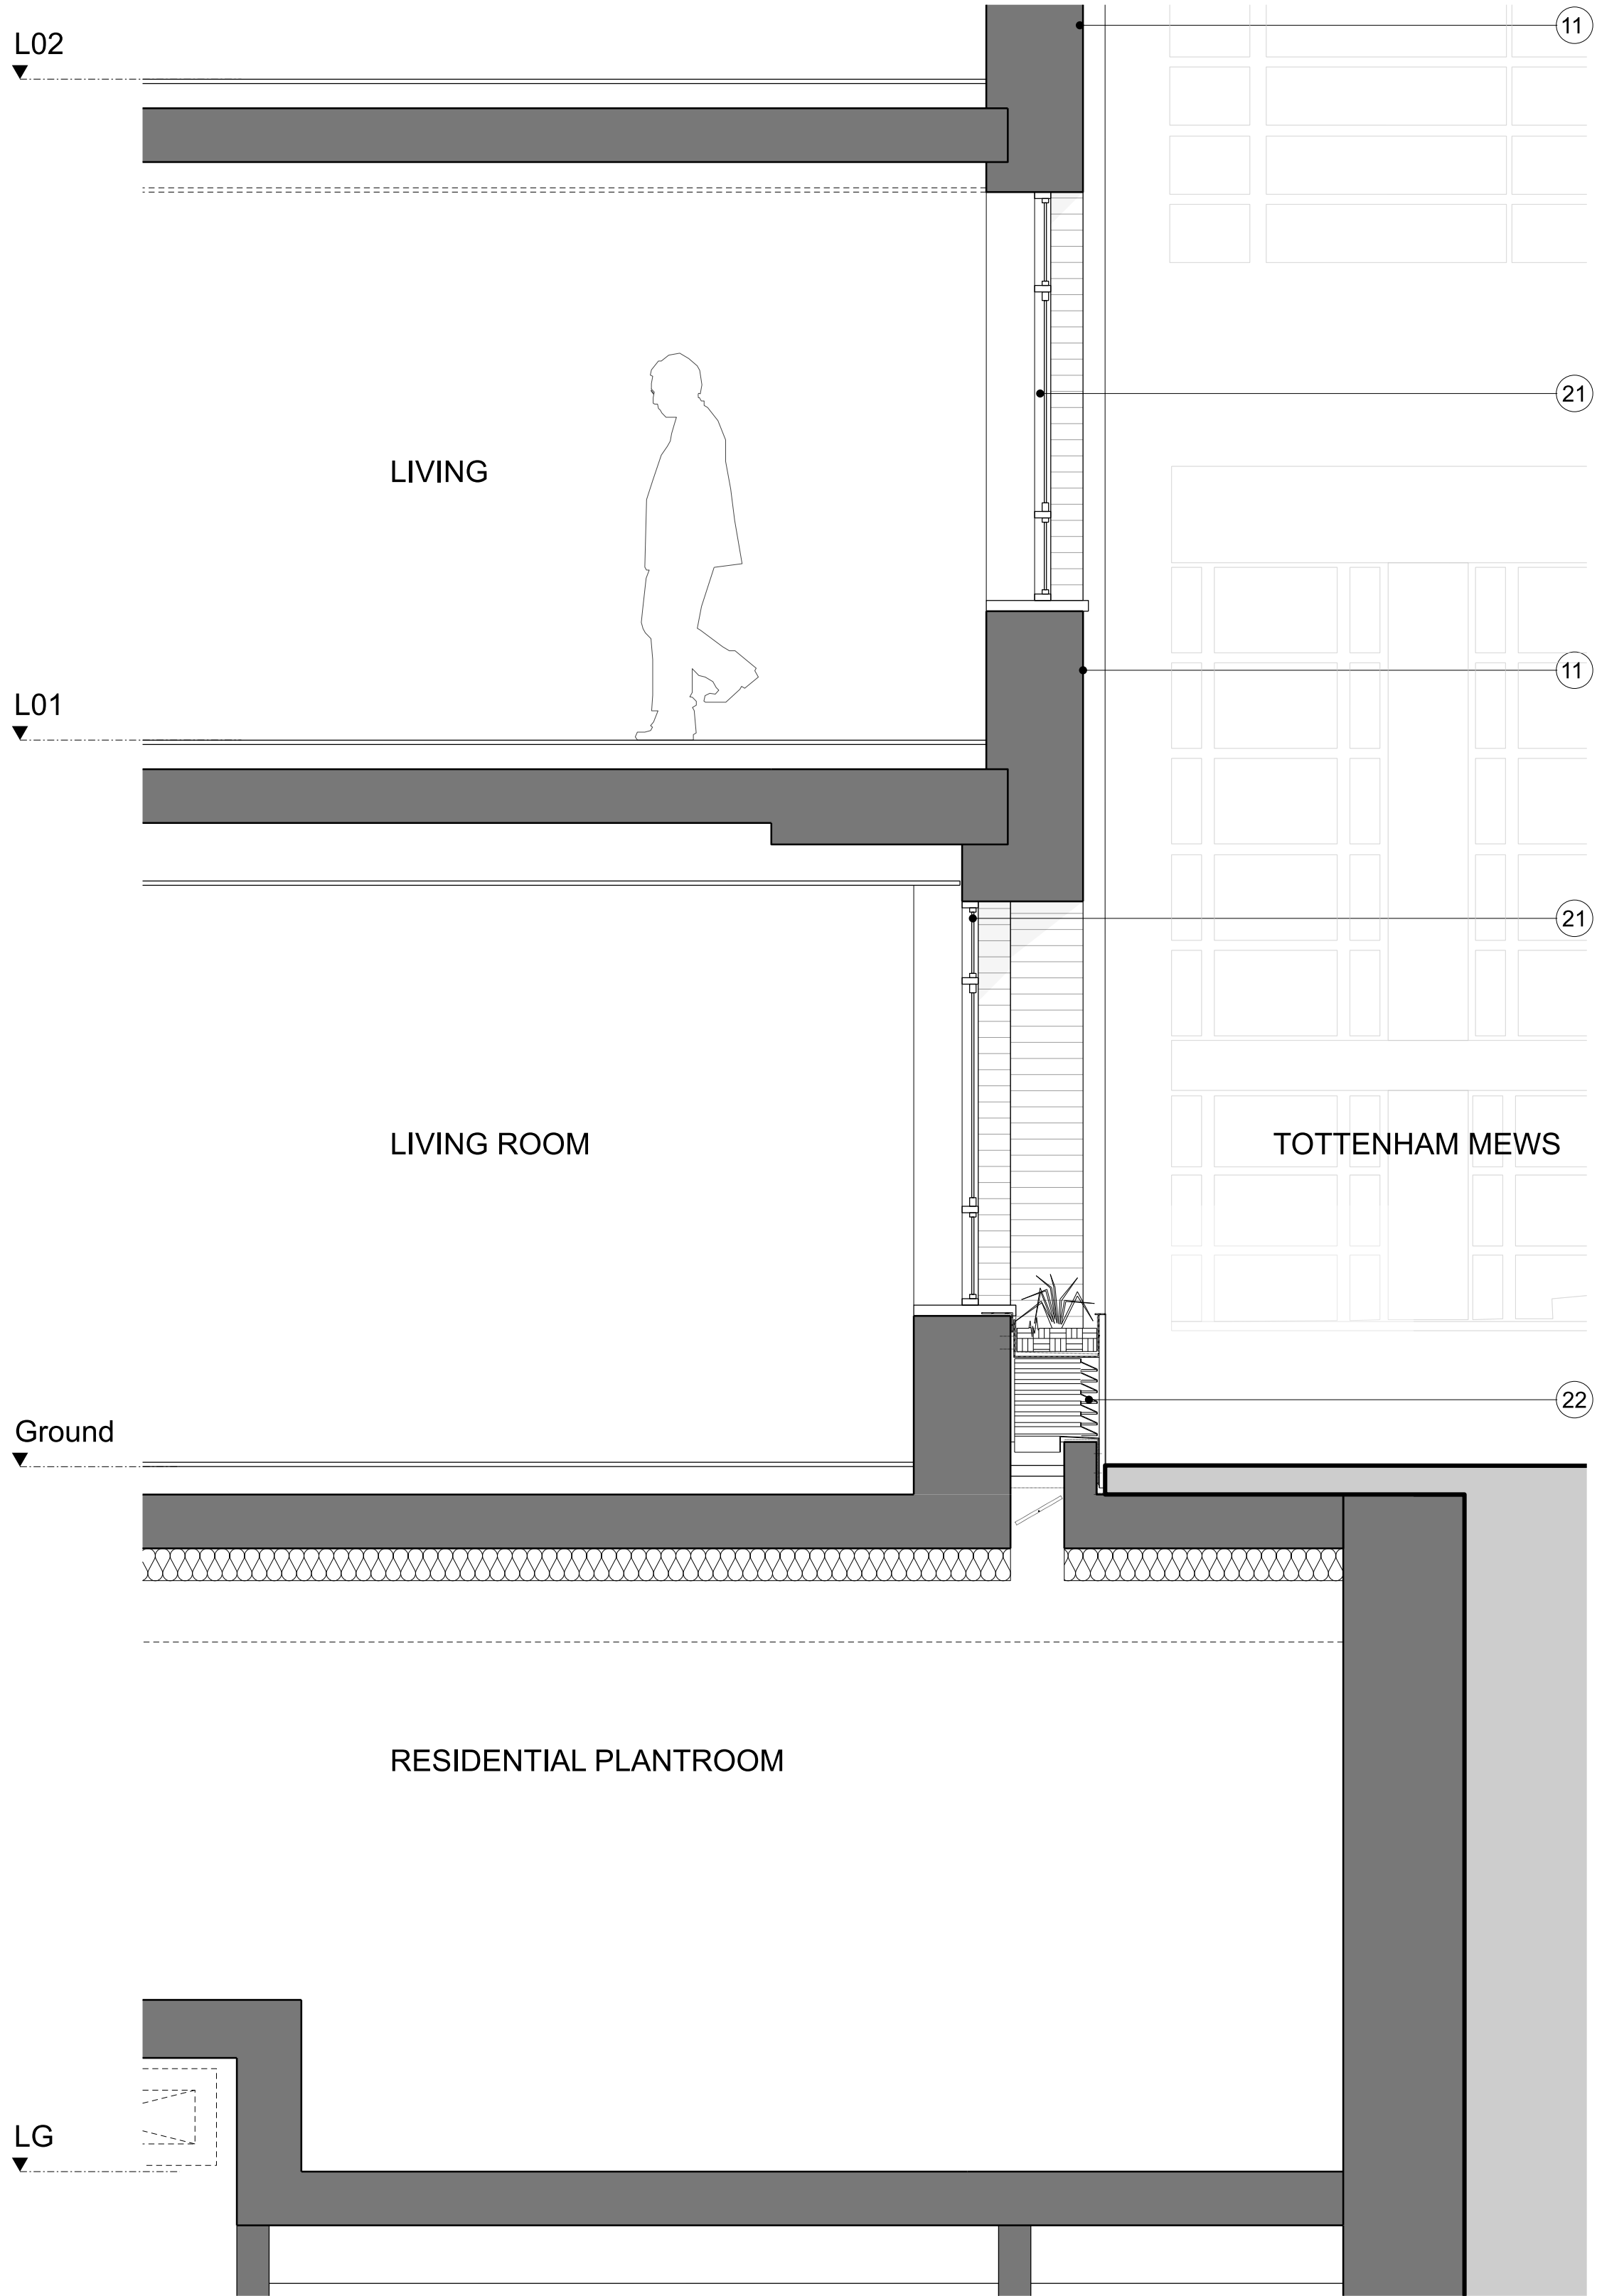 11
L02
21
LIVING
11
L01
21
LIVING ROOM
TOTTENHAM MEWS
22
Ground
RESIDENTIAL PLANTROOM
LG